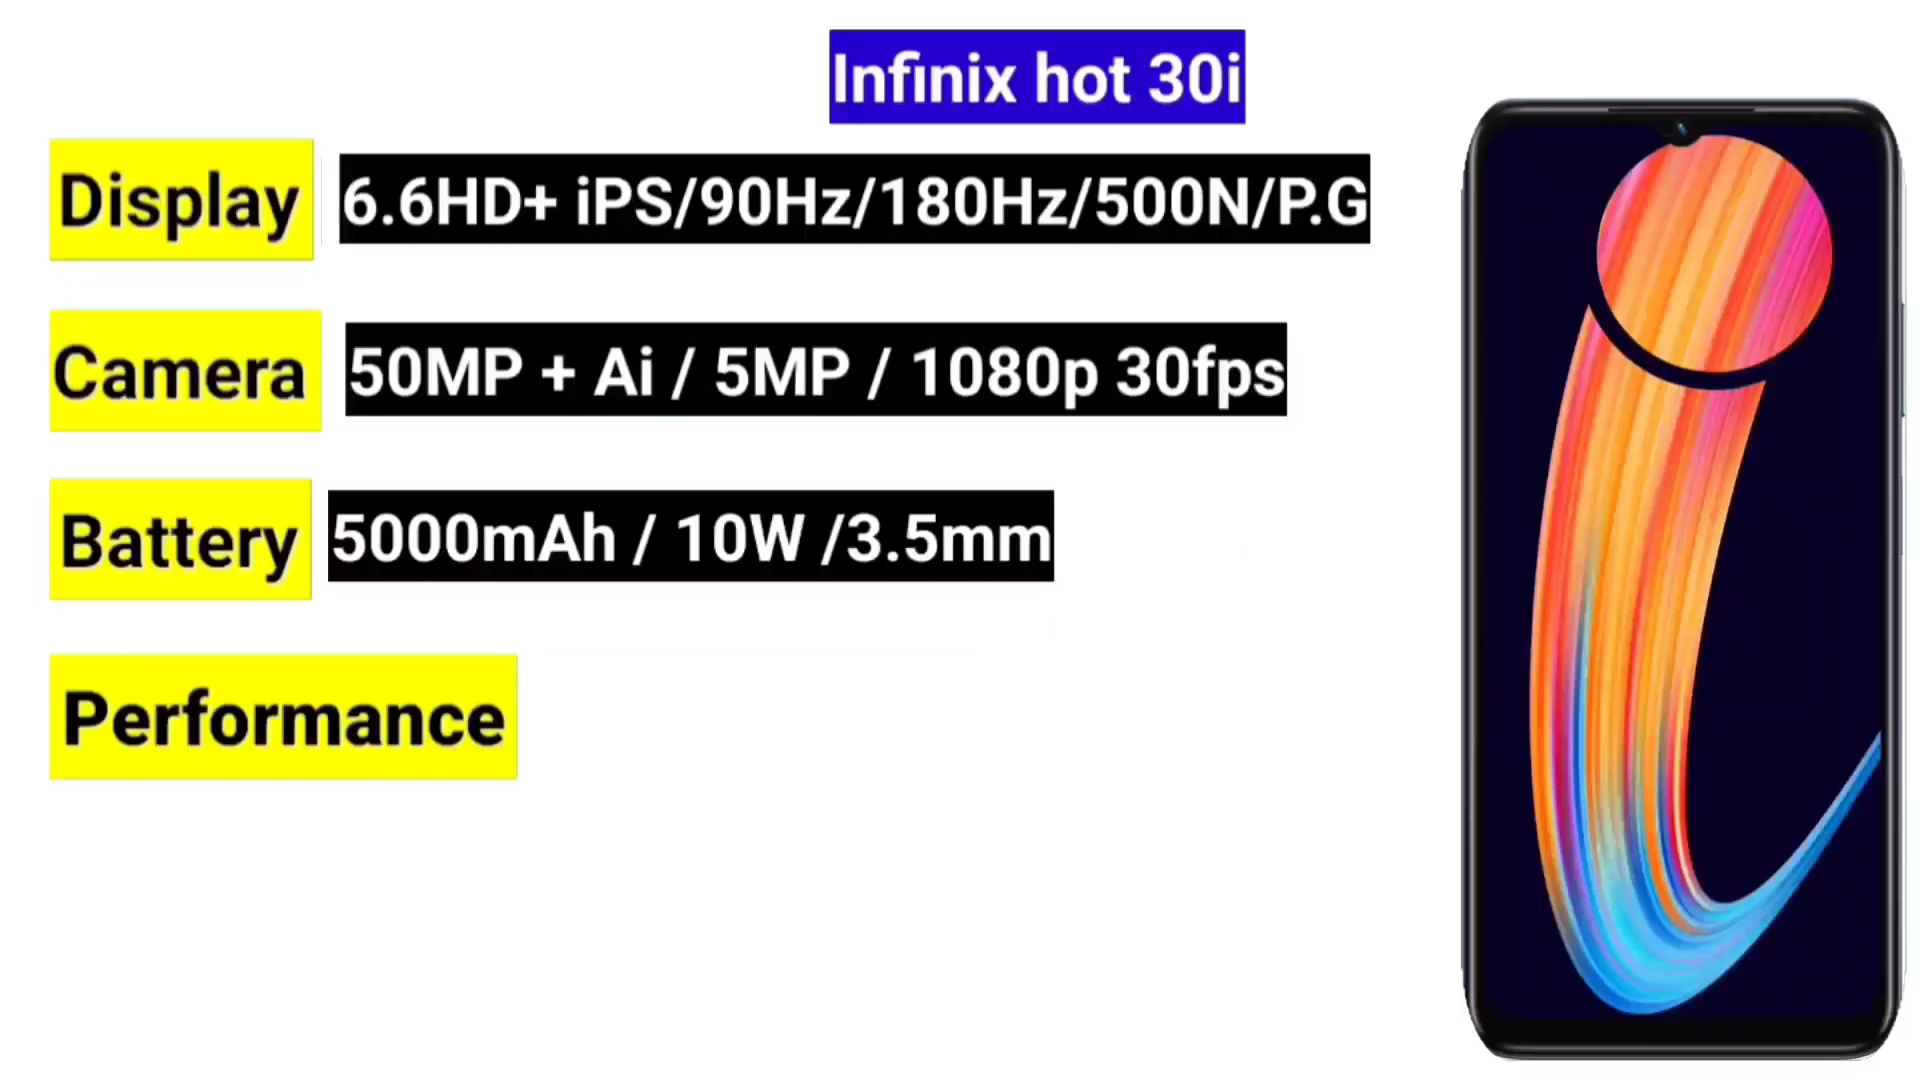 Infinix hot 30i
Display 6.6HD+ iPS/90Hz/180Hz/500N/P.G
Camera 50MP + Ai / 5MP / 1080p 30fps
Battery 5000mAh / 10W /3.5mm
Performance